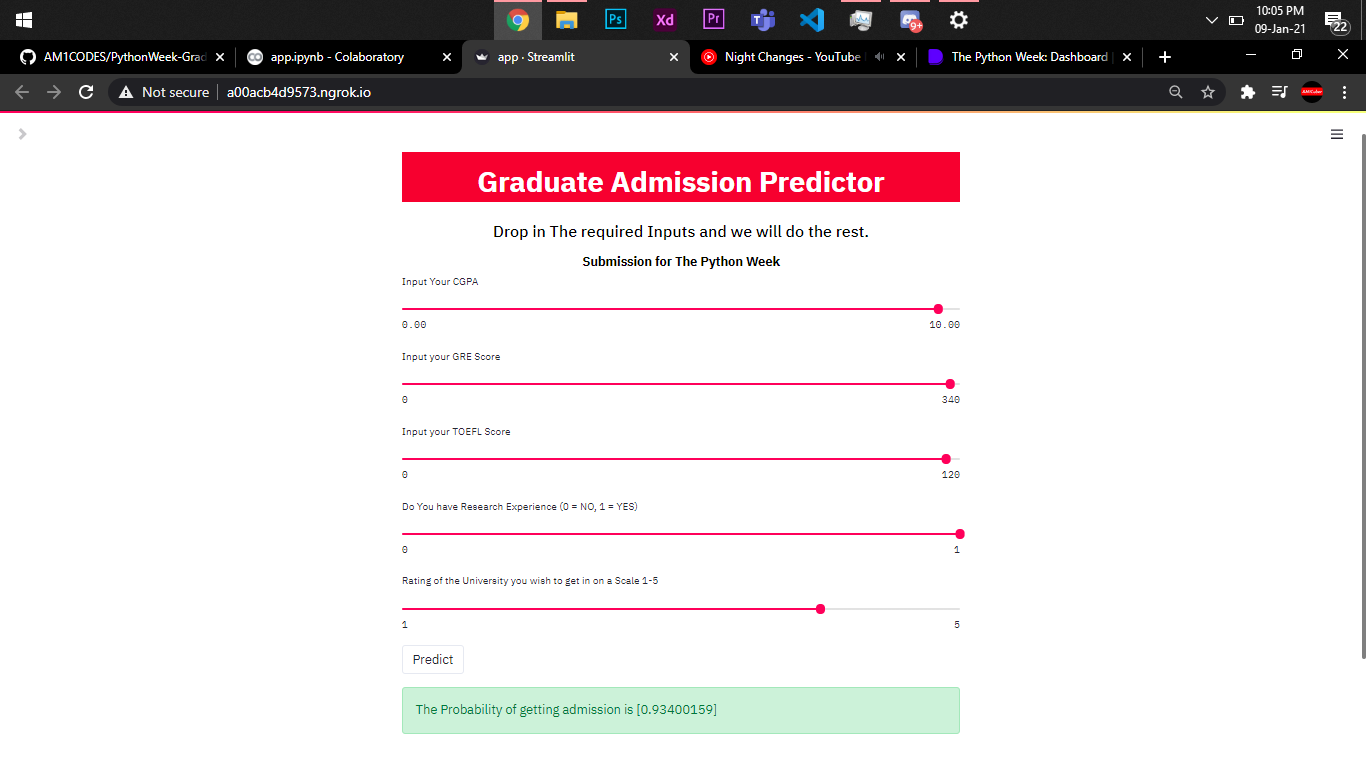 Ps
Xd
Pr
9+
10:05 PM
09-Jan-21
22
AM1CODES/PythonWeek-Grad
app.ipynb - Colaboratory
app · Streamlit
Night Changes - YouTube
The Python Week: Dashboard
Not secure
a00acb4d9573.ngrok.io
Graduate Admission Predictor
Drop in The required Inputs and we will do the rest.
Submission for The Python Week
Input Your CGPA
0.00 10.00
Input your GRE Score
0 340
Input your TOEFL Score
0 120
Do You have Research Experience (0 = NO, 1 = YES)
0 1
Rating of the University you wish to get in on a Scale 1-5
1 5
Predict
The Probability of getting admission is [0.93400159]